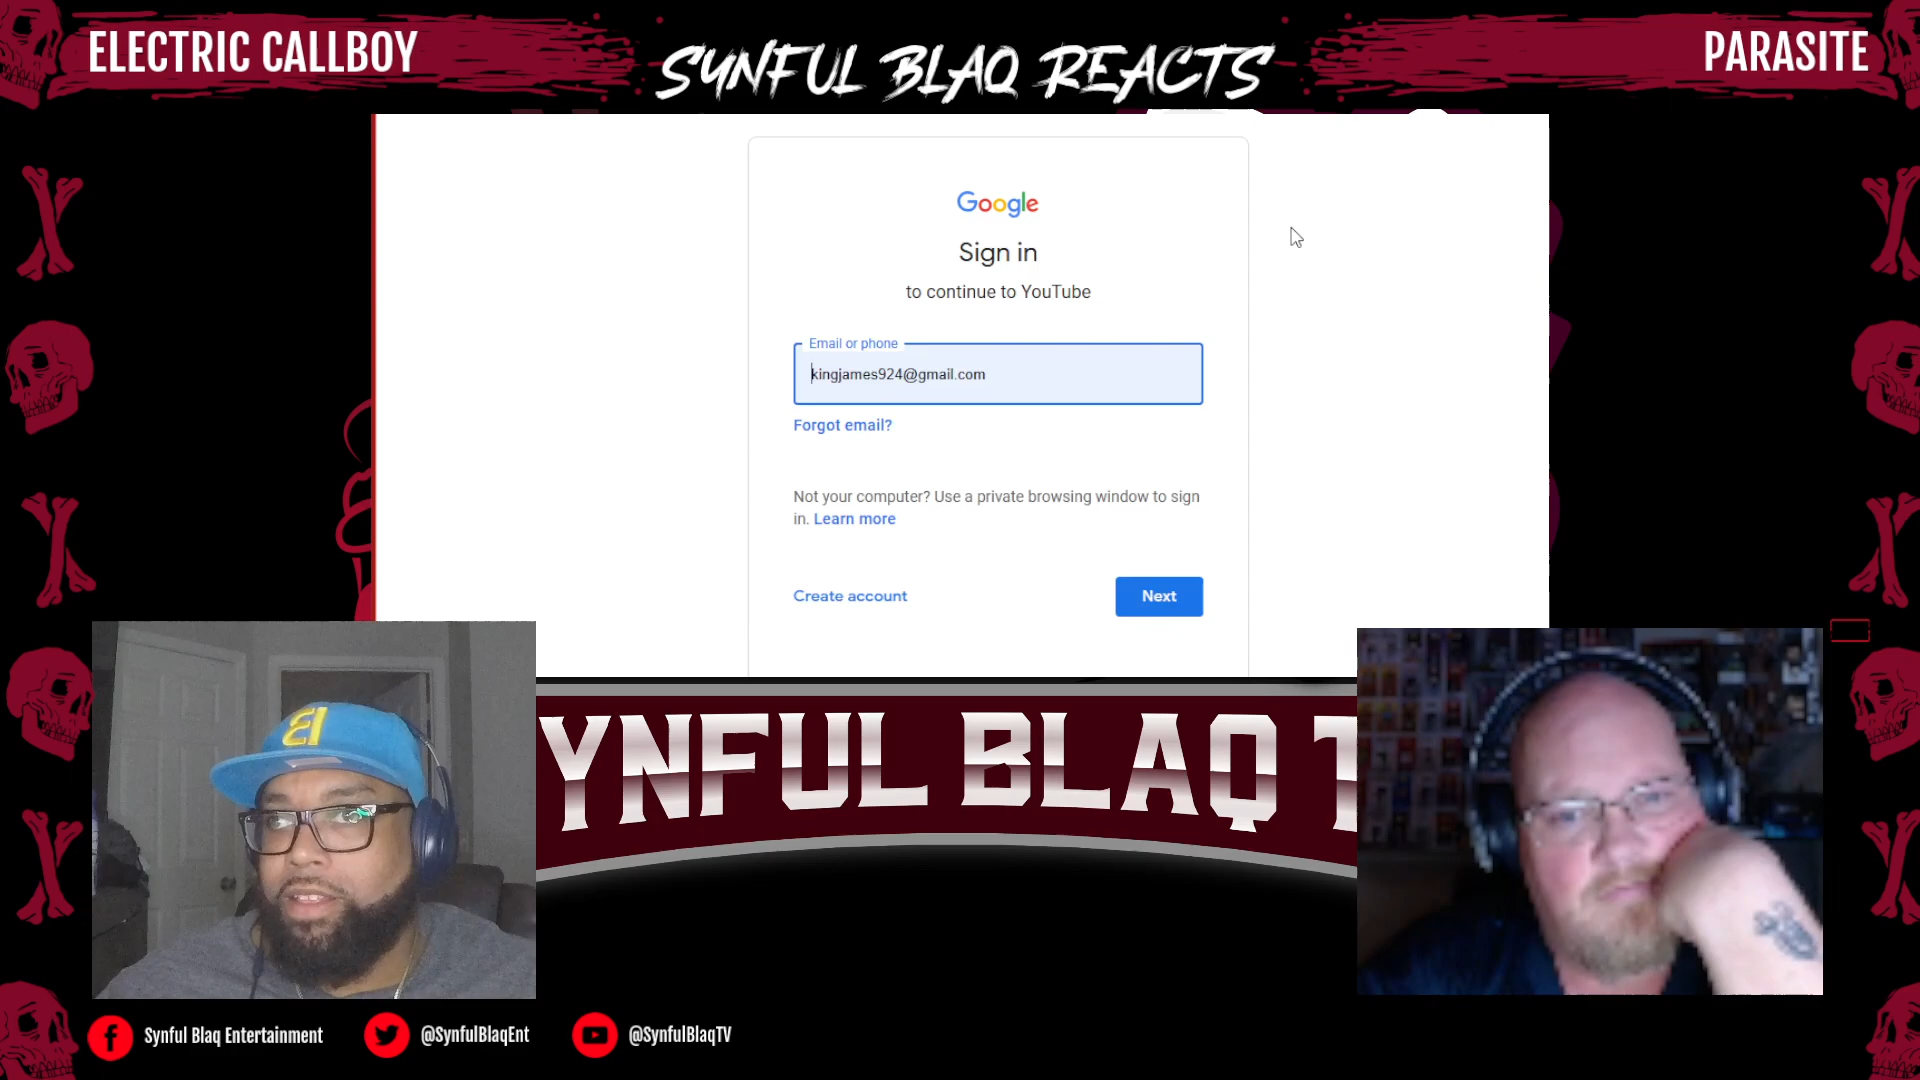 ELECTRIC CALLBOY
SYNFUL BLAQ REACTS
PARASITE
Google
Sign in
to continue to YouTube
Email or phone
kingjames924@gmail.com
Forgot email?
Not your computer? Use a private browsing window to sign
in. Learn more
Create account
Next
YNFUL BLAQ T
Synful Blaq Entertainment
@SynfulBlaqEnt
@SynfulBlaqTV